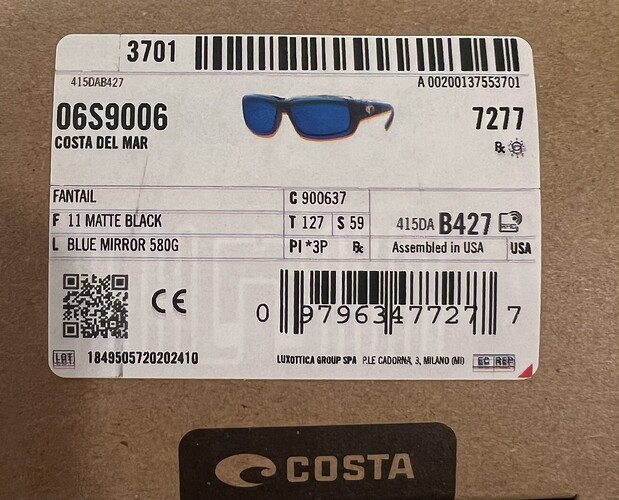 3701
415DAB427
A 00200137553701
06S9006
7277
COSTA DEL MAR
Rx
FANTAIL
C 900637
F 11 MATTE BLACK
T 127 S 59
415DA B427
L BLUE MIRROR 580G
PI *3P Rx
Assembled in USA
USA
CE
0 97963 47727 7
LOT 1849505720202410
LUXOTTICA GROUP SPA P.LE CADORNA, 3, MILANO (MI)
EC REP
COSTA